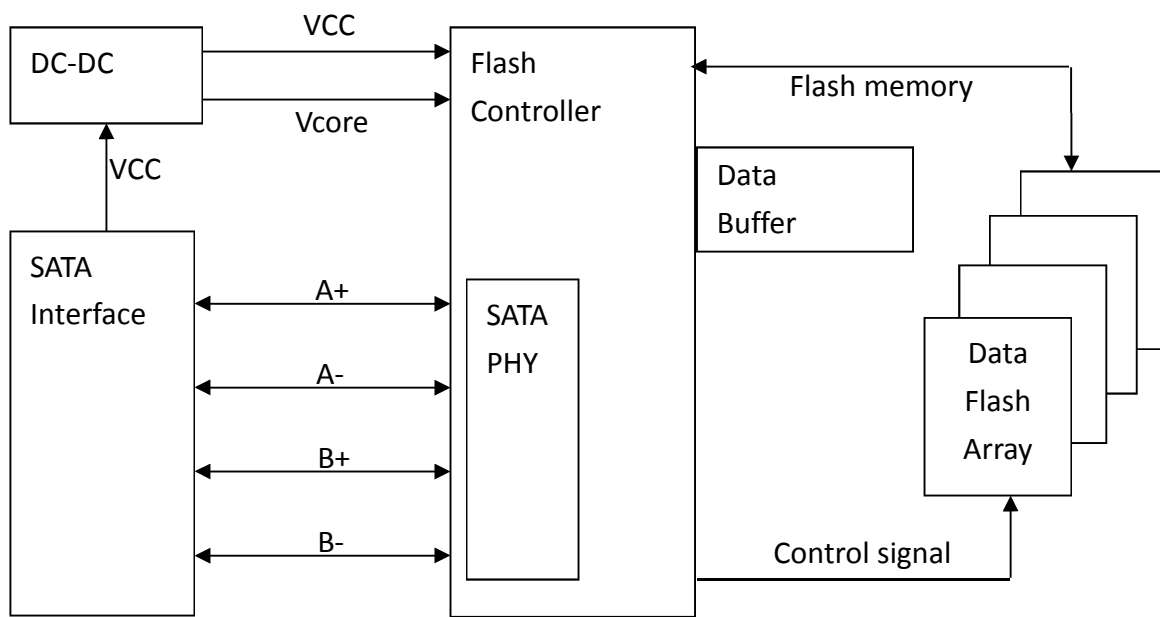 DC-DC
VCC
Vcore
VCC
Flash
Controller
Flash memory
Data
Buffer
SATA
Interface
A+
A-
B+
B-
SATA
PHY
Data
Flash
Array
Control signal